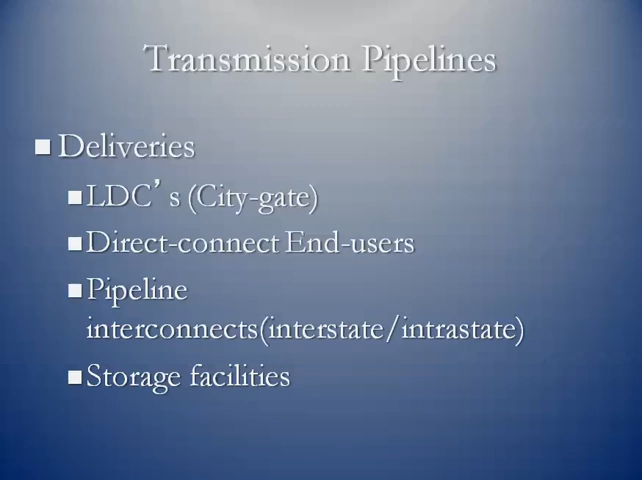 Transmission Pipelines
Deliveries
LDC's (City-gate)
Direct-connect End-users
Pipeline
interconnects(interstate/intrastate)
Storage facilities